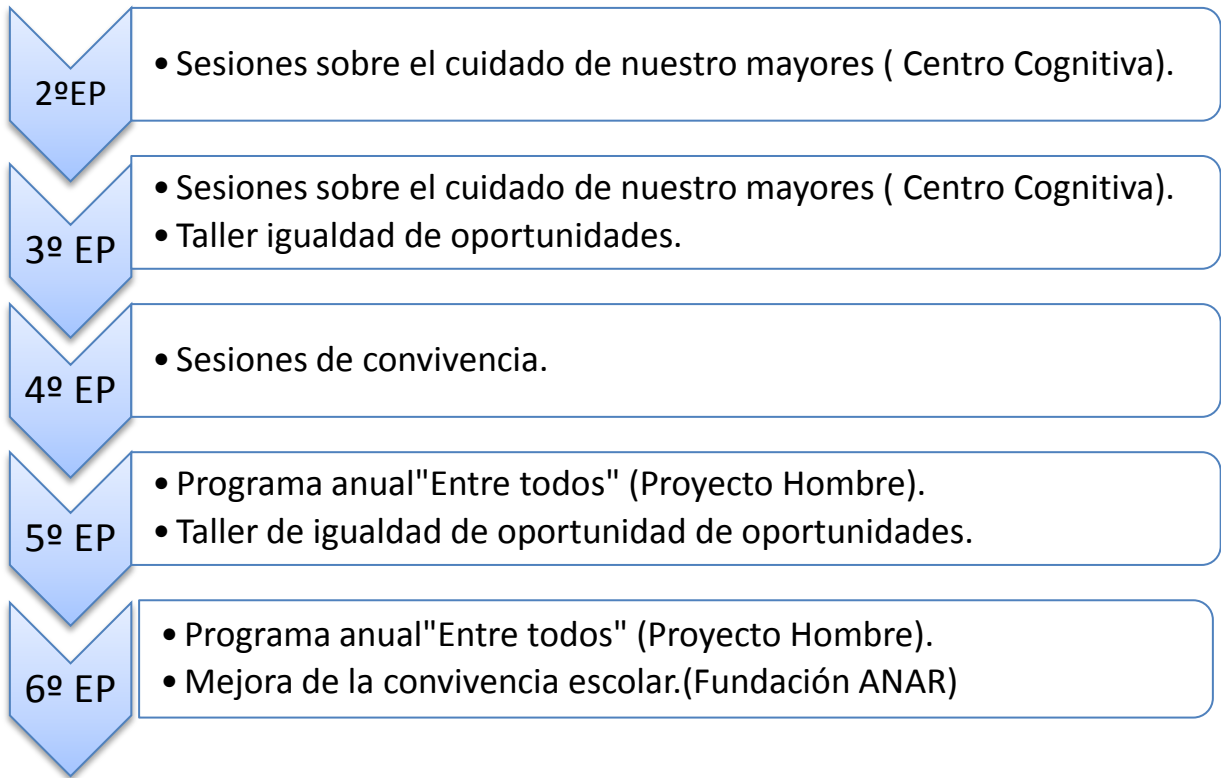 2ºEP
• Sesiones sobre el cuidado de nuestro mayores ( Centro Cognitiva).
3º EP
• Sesiones sobre el cuidado de nuestro mayores ( Centro Cognitiva).
• Taller igualdad de oportunidades.
4º EP
• Sesiones de convivencia.
5º EP
• Programa anual"Entre todos" (Proyecto Hombre).
• Taller de igualdad de oportunidad de oportunidades.
6º EP
• Programa anual"Entre todos" (Proyecto Hombre).
• Mejora de la convivencia escolar.(Fundación ANAR)